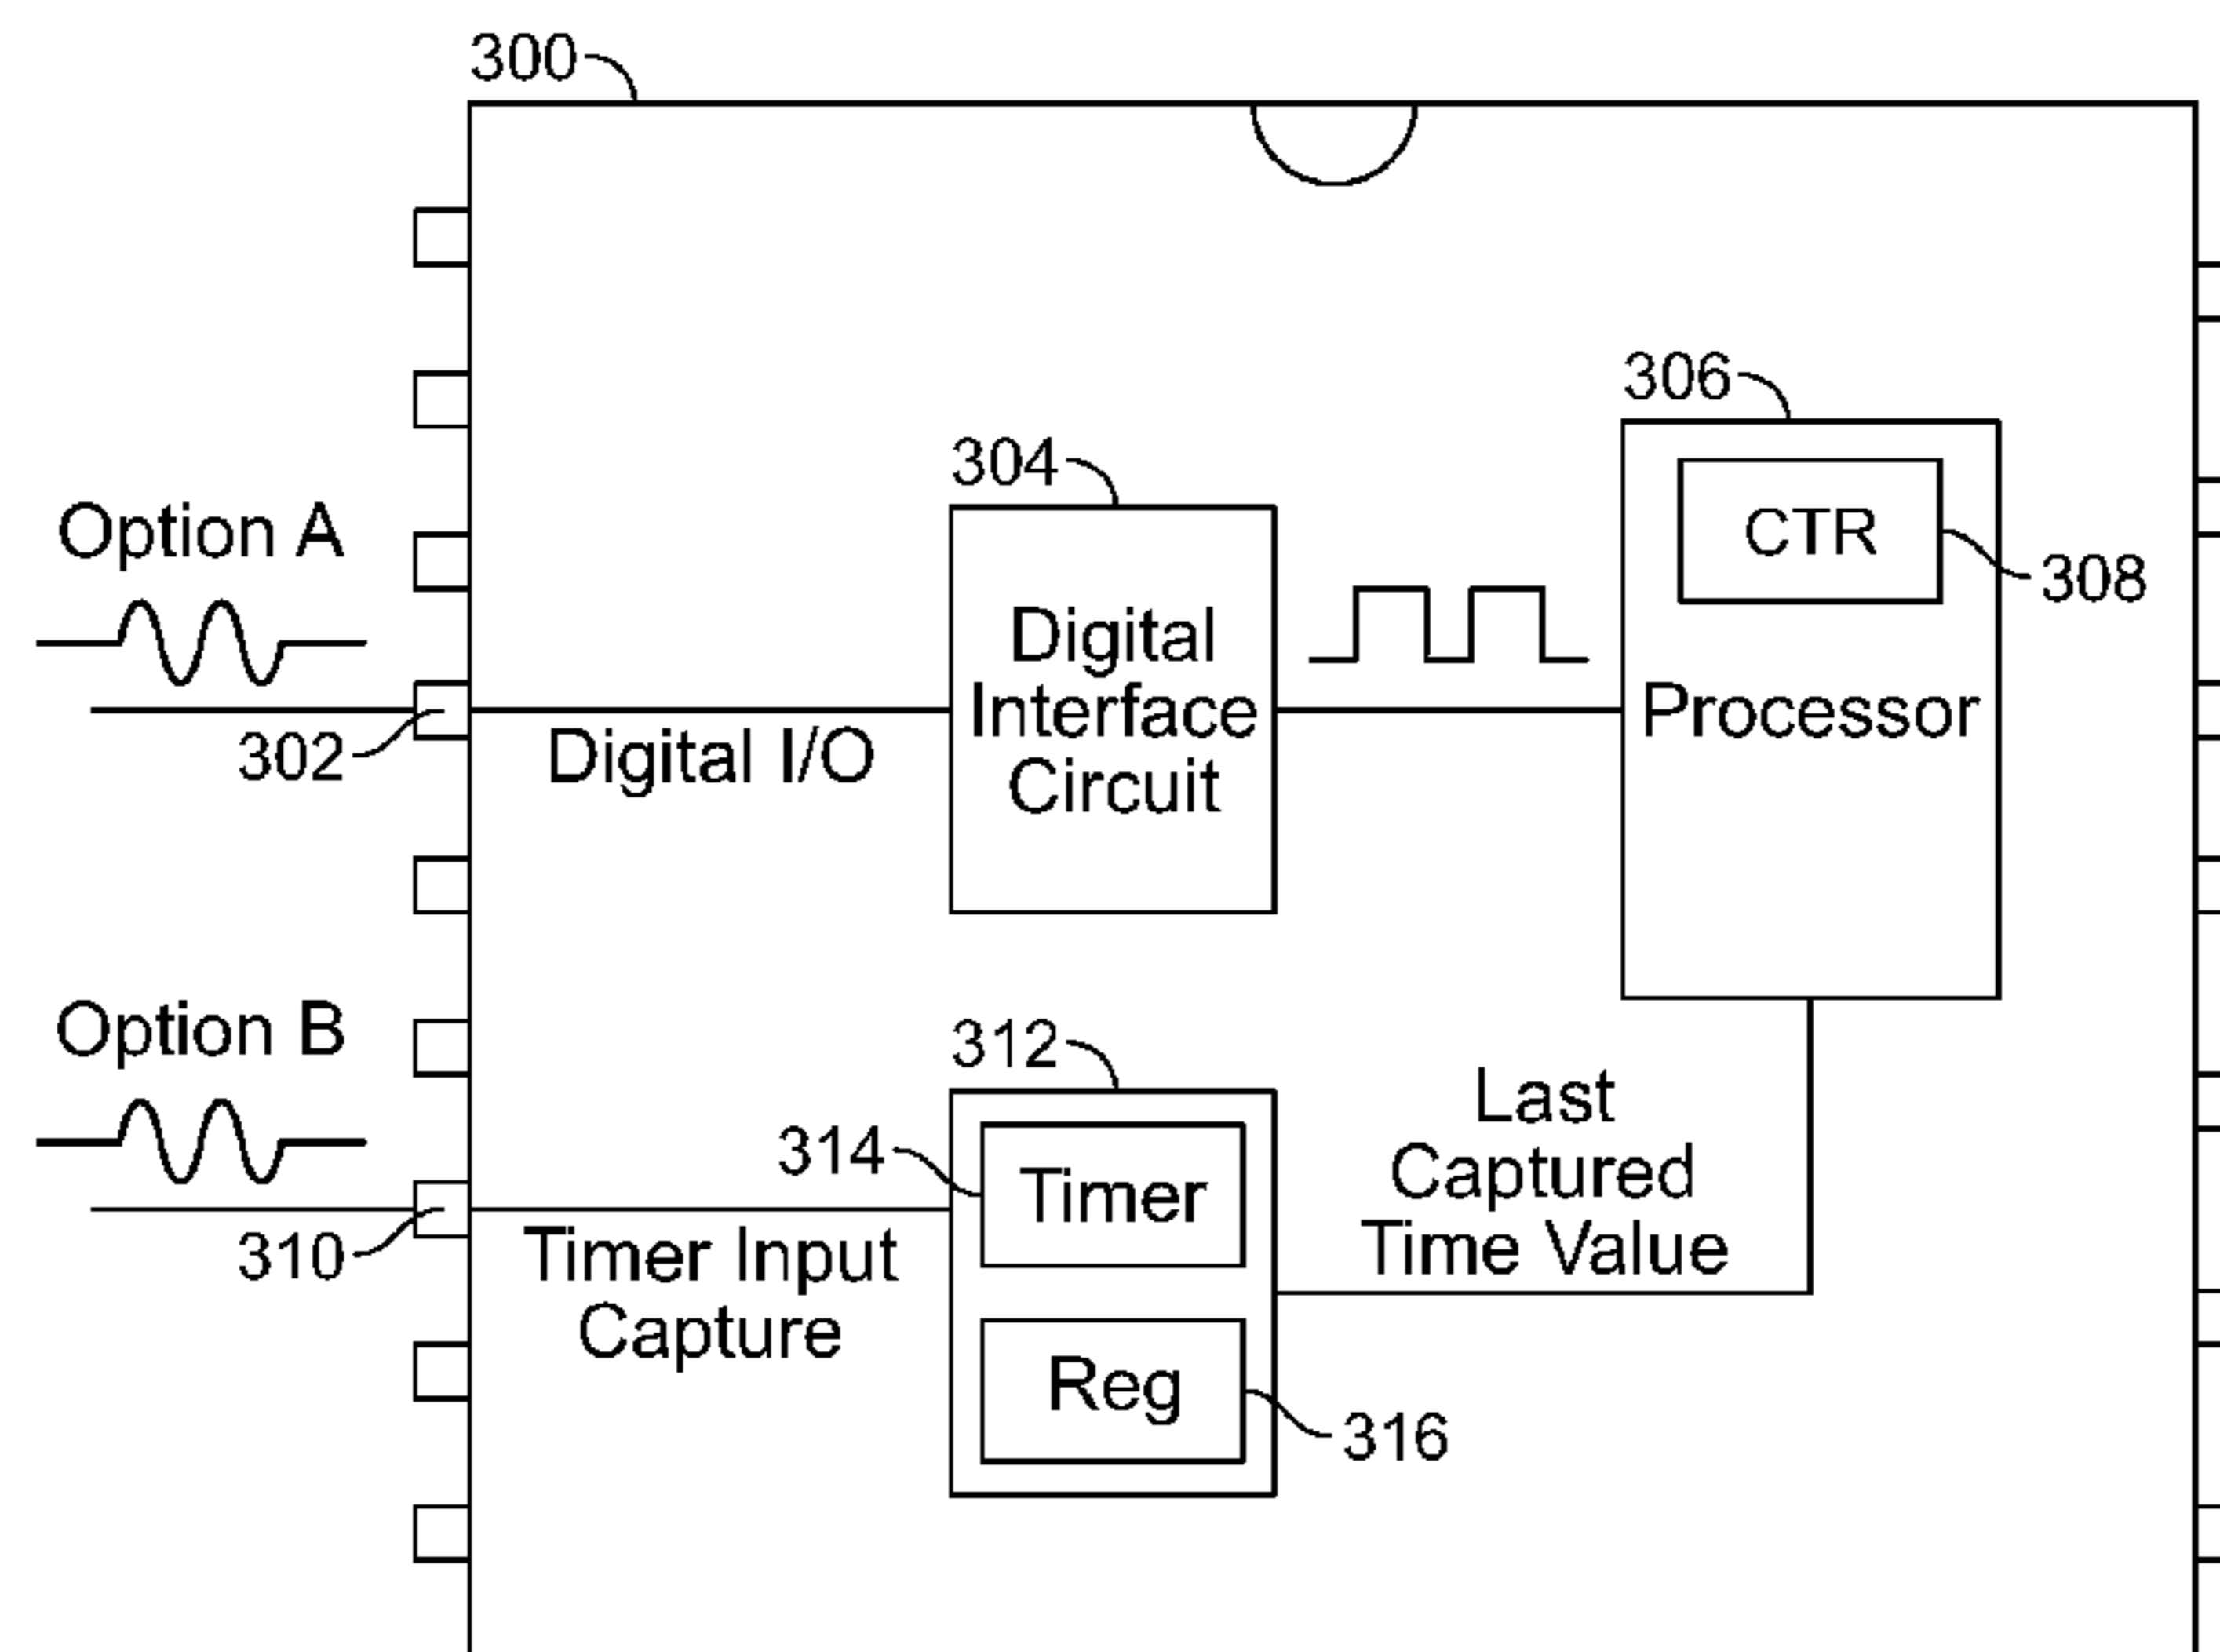 300
306
CTR
308
304
Option A
Digital
Interface
Circuit
Processor
302
Digital I/O
Option B
312
314
Timer
Last
Captured
Time Value
310
Timer Input
Capture
Reg
316